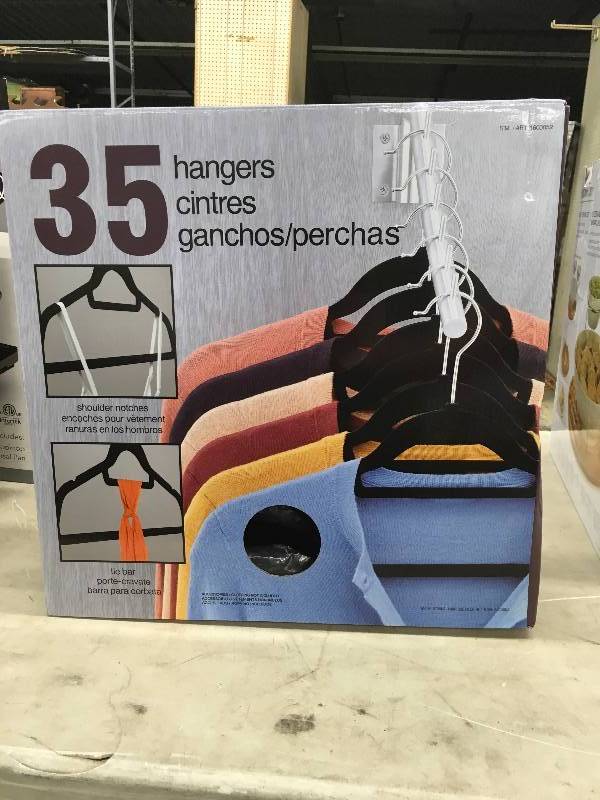 35
hangers
cintres
ganchos/perchas
shoulder notches
encoches pour vêtement
ranuras en los hombros
tie bar
porte-cravate
barra para corbata